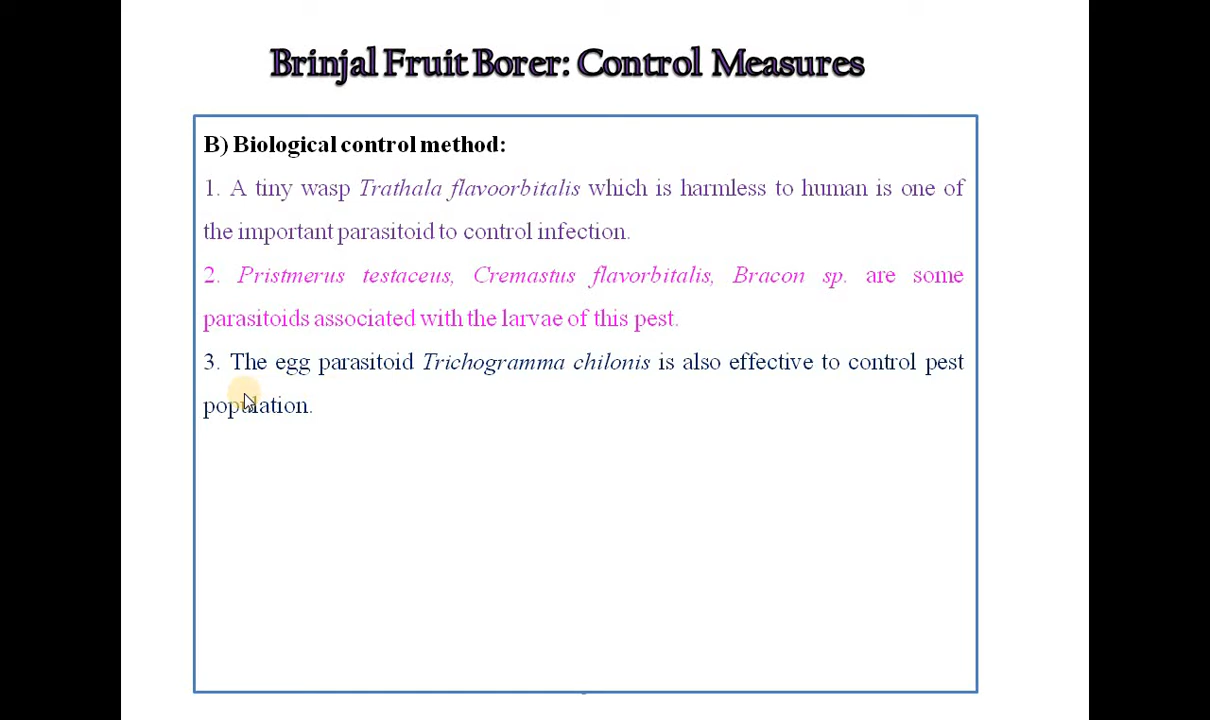 Brinjal Fruit Borer: Control Measures
B) Biological control method:
1. A tiny wasp Trathala flavoorbitalis which is harmless to human is one of
the important parasitoid to control infection.
2. Pristmerus testaceus, Cremastus flavorbitalis, Bracon sp. are some
parasitoids associated with the larvae of this pest.
3. The egg parasitoid Trichogramma chilonis is also effective to control pest
population.